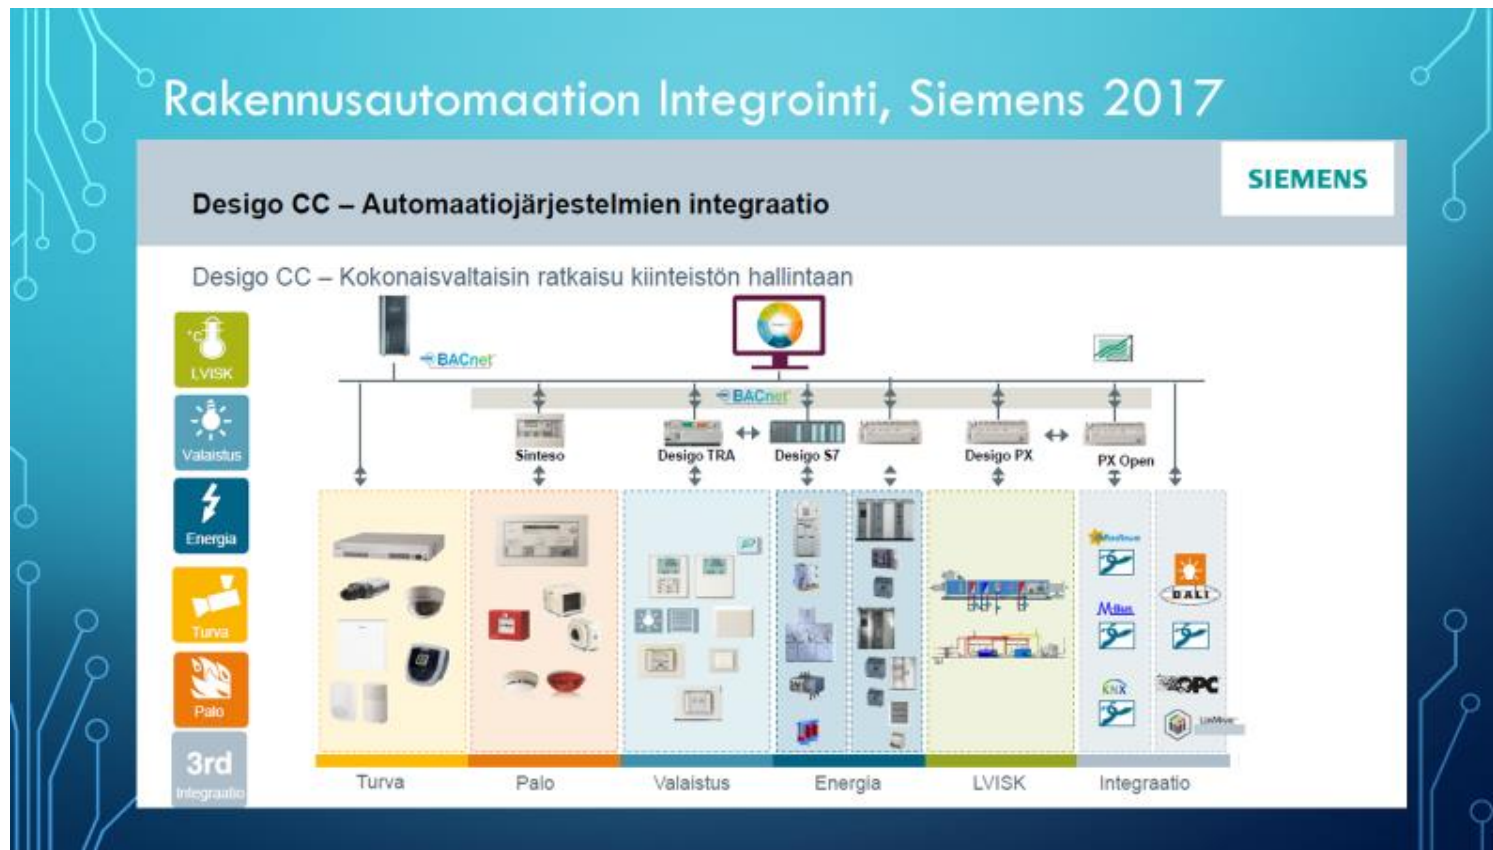 Rakennusautomaation Integrointi, Siemens 2017
SIEMENS
Desigo CC – Automaatiojärjestelmien integraatio
Desigo CC – Kokonaisvaltaisin ratkaisu kiinteistön hallintaan
°C
LVISK
BACnet
BACnet
Valaistus
Sinteso
Desigo TRA
Desigo S7
Desigo PX
PX Open
Energia
Turva
DALI
M-Bus
Palo
KNX
OPC
3rd
Integraatio
Turva
Palo
Valaistus
Energia
LVISK
Integraatio